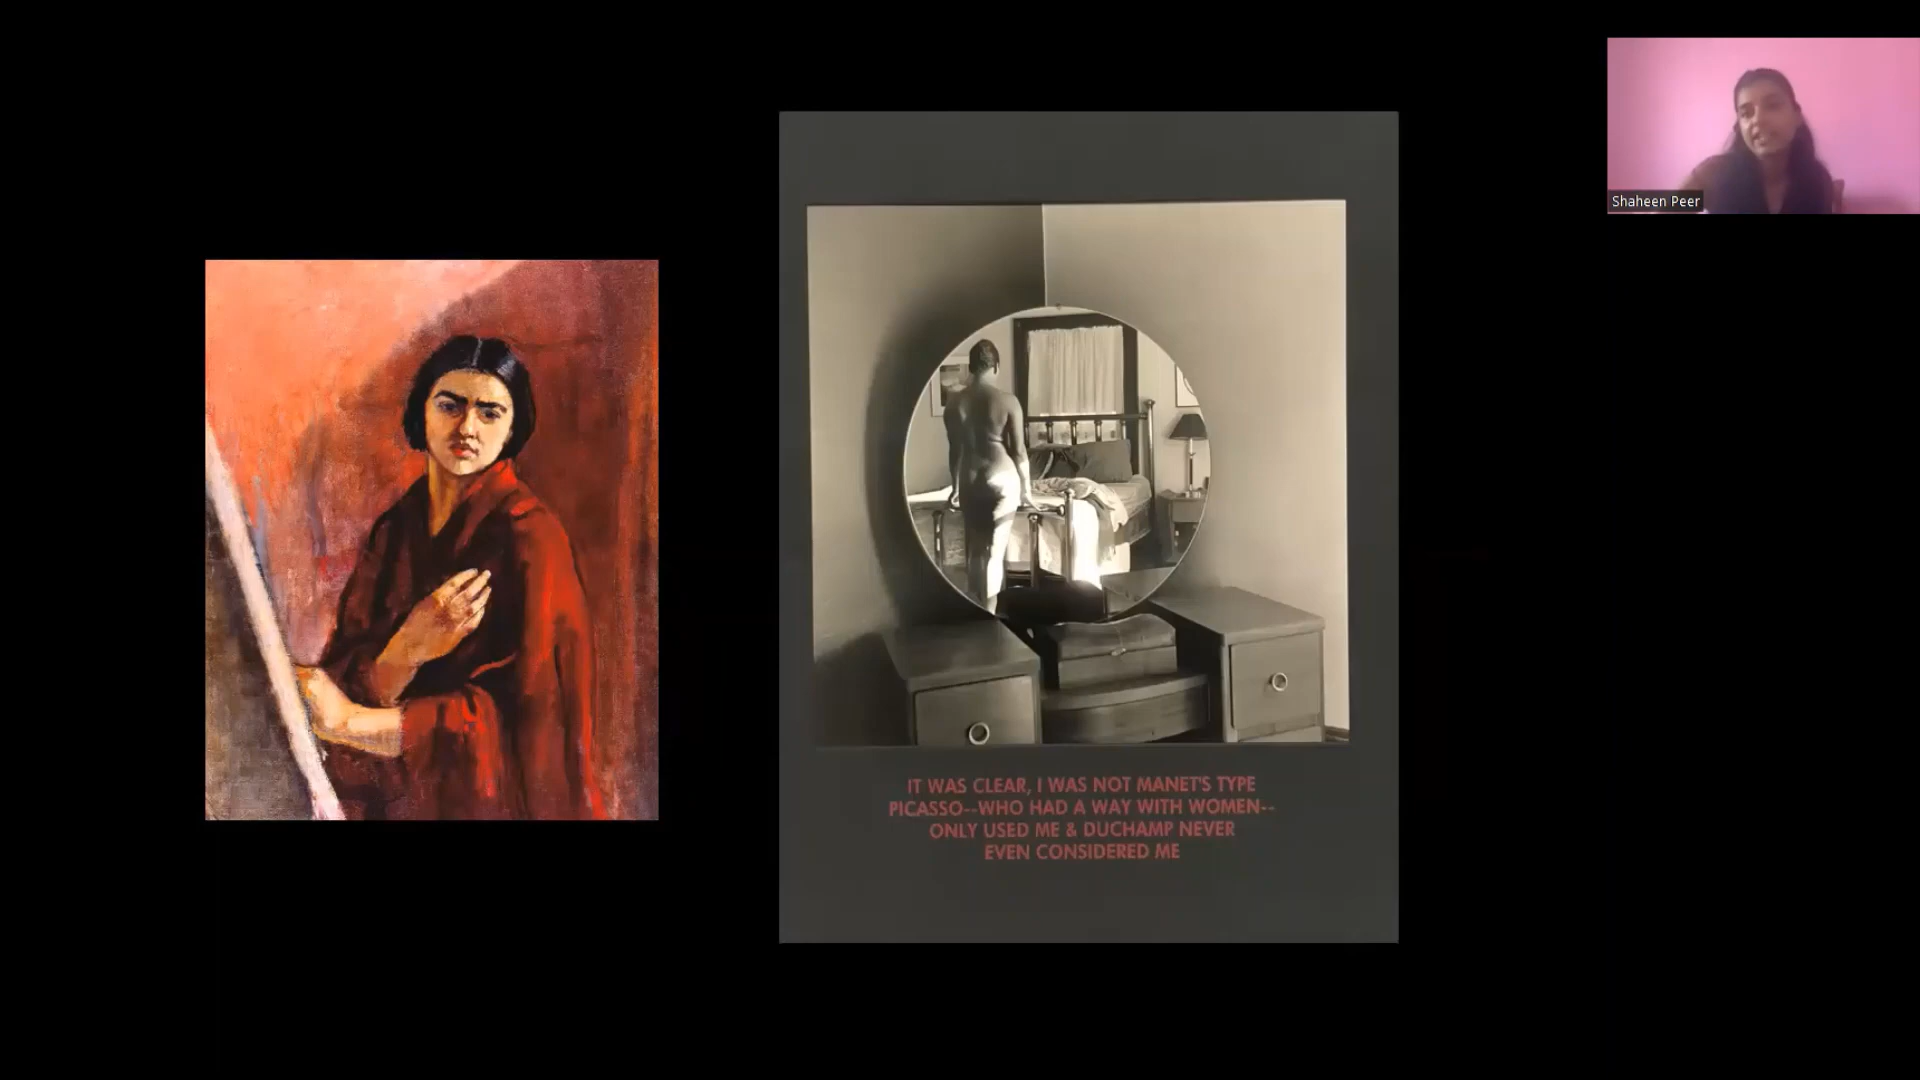 Shaheen Peer
IT WAS CLEAR, I WAS NOT MANET'S TYPE
PICASSO--WHO HAD A WAY WITH WOMEN--
ONLY USED ME & DUCHAMP NEVER
EVEN CONSIDERED ME